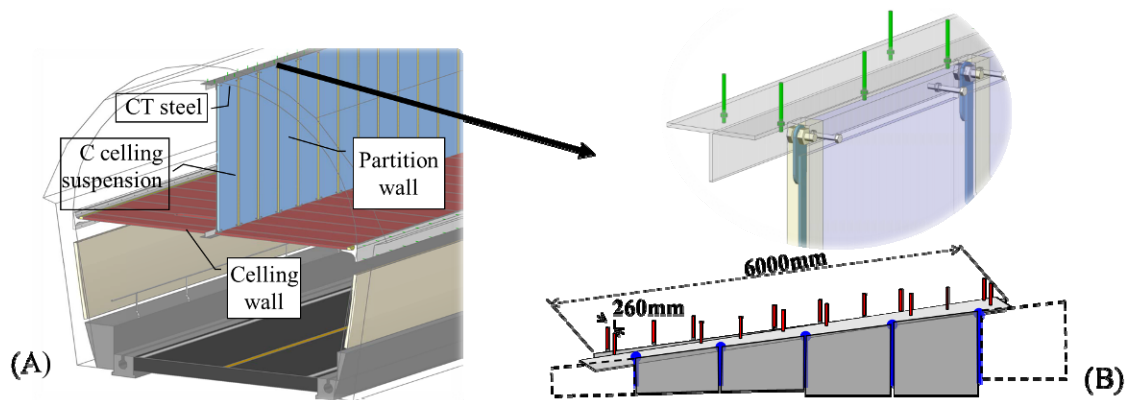 CT steel
C celling
suspension
Partition
wall
Celling
wall
(A)
6000mm
260mm
(B)